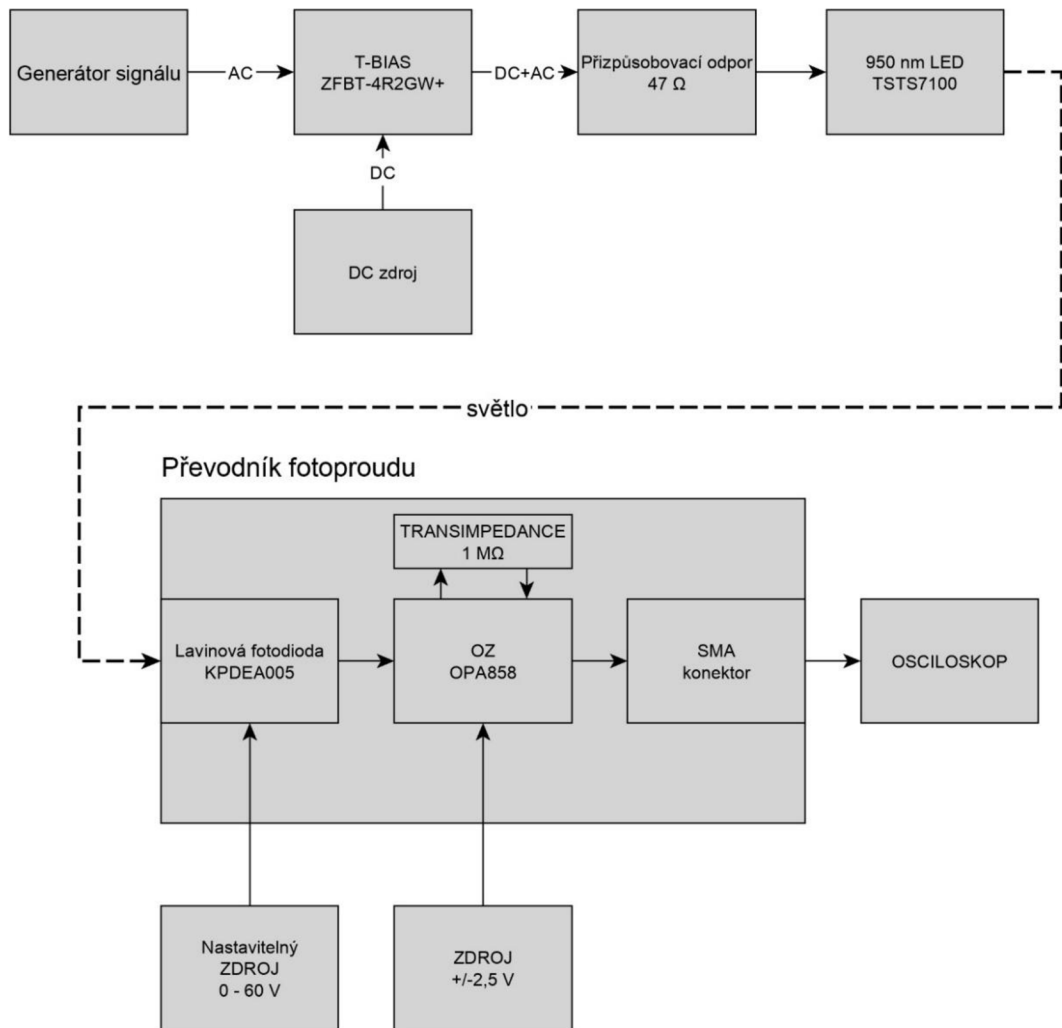 Generátor signálu
AC
T-BIAS
ZFBT-4R2GW+
DC+AC
Přizpůsobovací odpor
47 Ω
950 nm LED
TSTS7100
DC
DC zdroj
světlo
Převodník fotoproudu
TRANSIMPEDANCE
1 MΩ
Lavinová fotodioda
KPDEA005
OZ
OPA858
SMA
konektor
OSCILOSKOP
Nastavitelný
ZDROJ
0 - 60 V
ZDROJ
+/-2,5 V